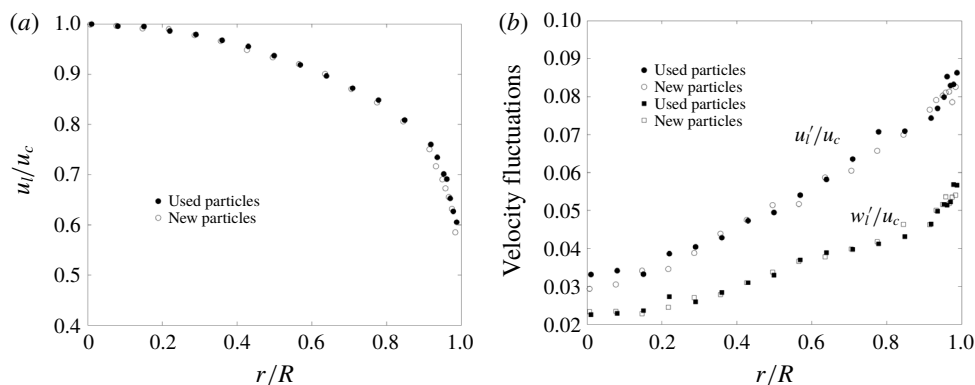 (a)
1.0
0.9
0.8
0.7
0.6
0.5
0.4
u_l/u_c
Used particles
New particles
0 0.2 0.4 0.6 0.8 1.0
r/R
(b)
0.10
0.09
0.08
0.07
0.06
0.05
0.04
0.03
0.02
Velocity fluctuations
Used particles
New particles
Used particles
New particles
u_l′/u_c
w_l′/u_c
0 0.2 0.4 0.6 0.8 1.0
r/R